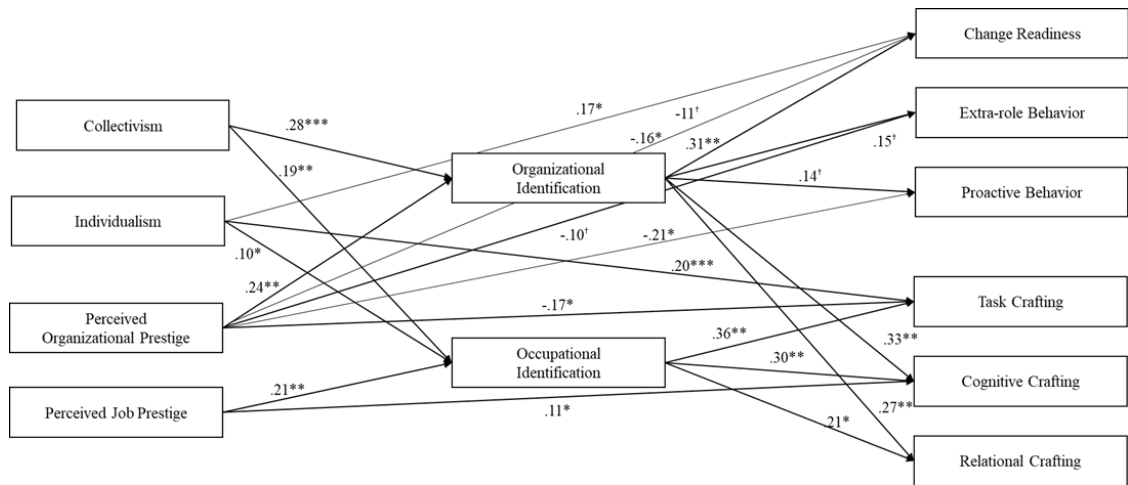 Change Readiness
.17*
-11†
Collectivism
.28***
-.16*
.31**
Extra-role Behavior
.15†
Organizational
Identification
.19**
.14†
Proactive Behavior
Individualism
.10*
-.10†
-.21*
.24**
.20***
Perceived
Organizational Prestige
-.17*
Task Crafting
.36**
.33**
Occupational
Identification
.30**
Cognitive Crafting
Perceived Job Prestige
.21**
.11*
.27**
.21*
Relational Crafting